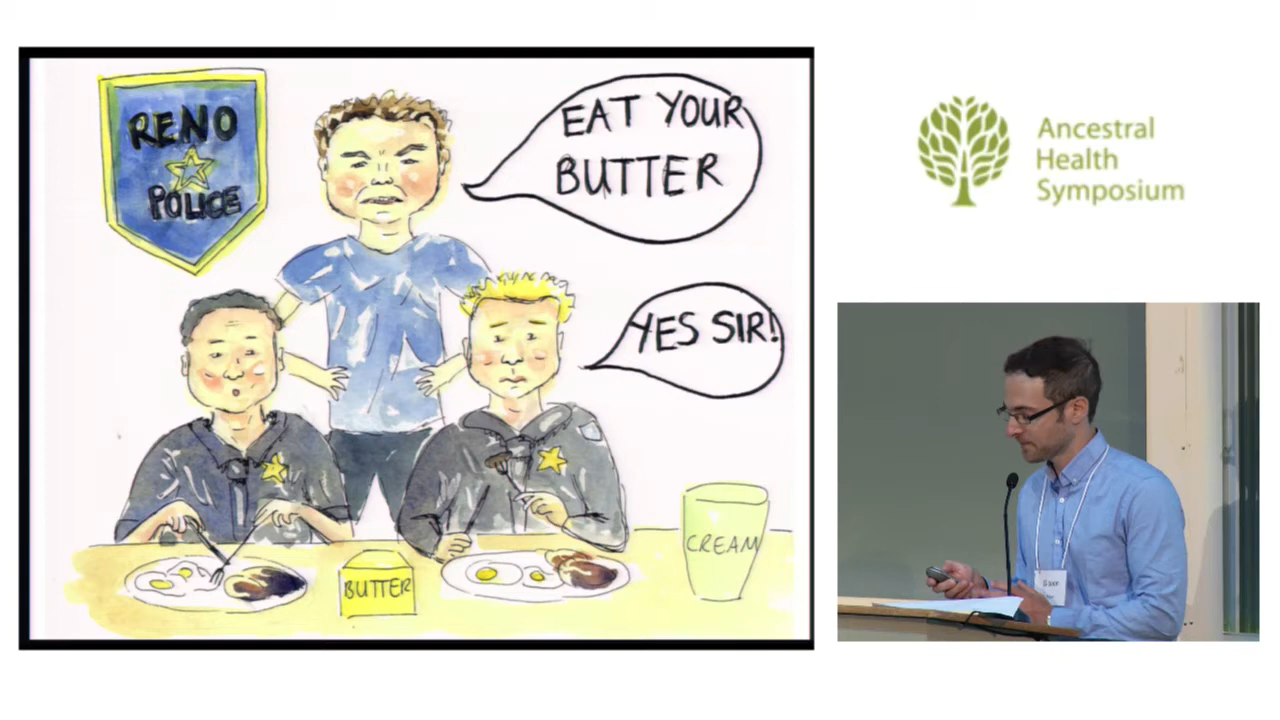 RENO
POLICE
EAT YOUR
BUTTER
YES SIR!
BUTTER
CREAM
Ancestral
Health
Symposium